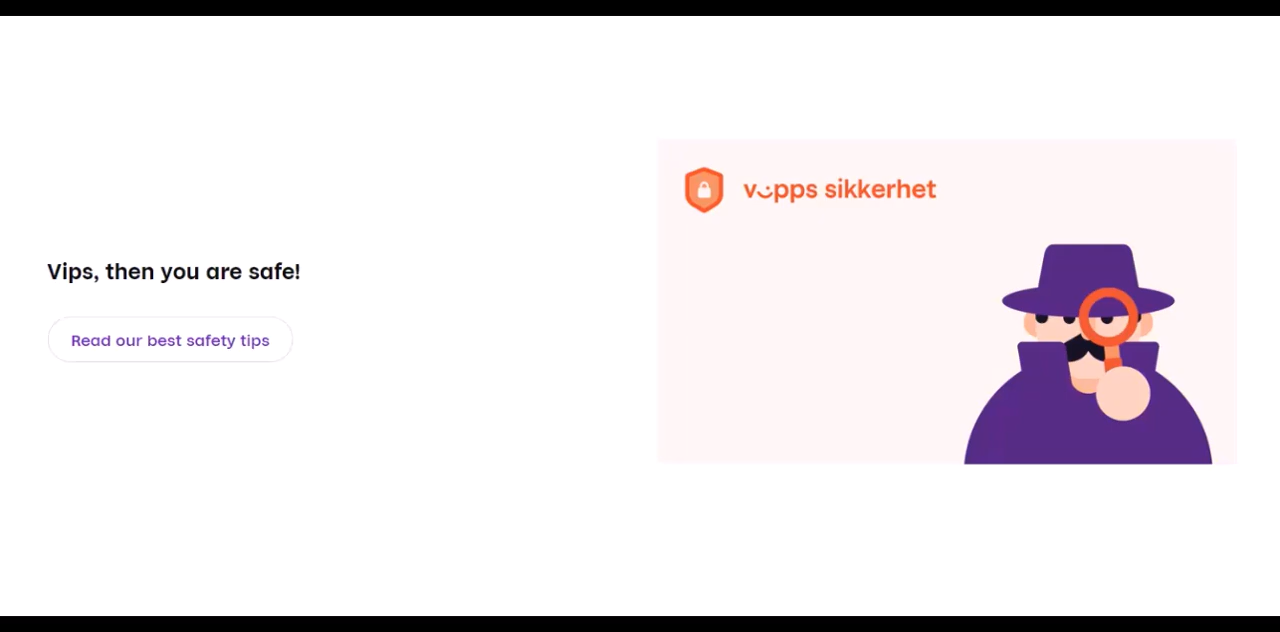 Vips, then you are safe!
Read our best safety tips
vipps sikkerhet